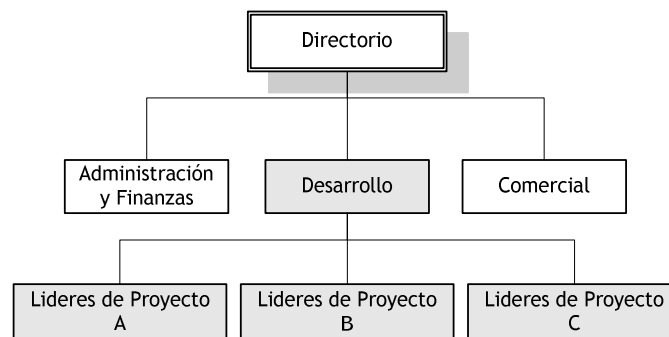 Directorio
Administración
y Finanzas
Desarrollo
Comercial
Lideres de Proyecto
A
Lideres de Proyecto
B
Lideres de Proyecto
C